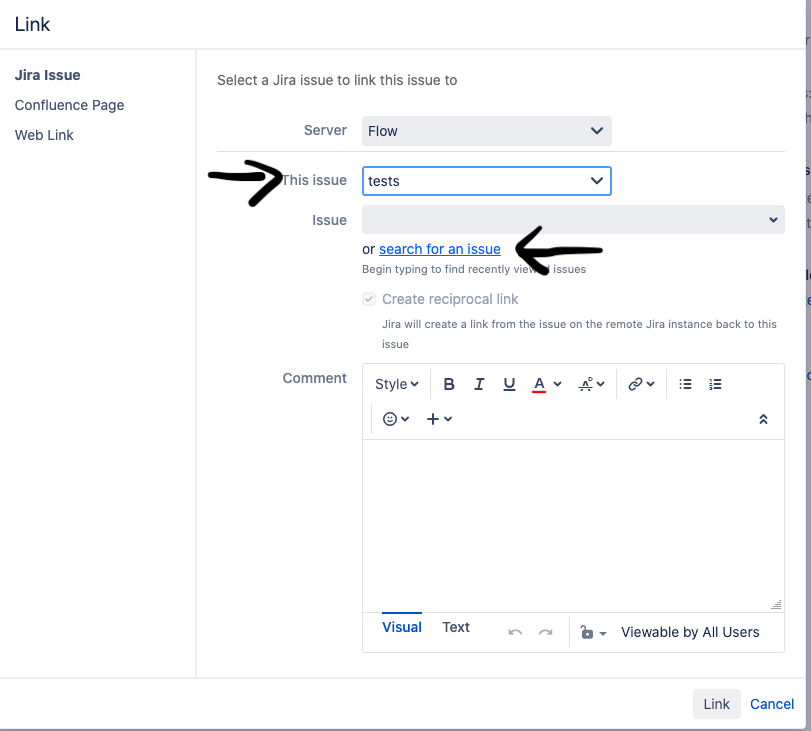 Link
Jira Issue
Confluence Page
Web Link
Select a Jira issue to link this issue to
Server Flow
This issue tests
Issue
or search for an issue
Begin typing to find recently viewed issues
Create reciprocal link
Jira will create a link from the issue on the remote Jira instance back to this
issue
Comment
Style B I U A
Visual Text Viewable by All Users
Link Cancel